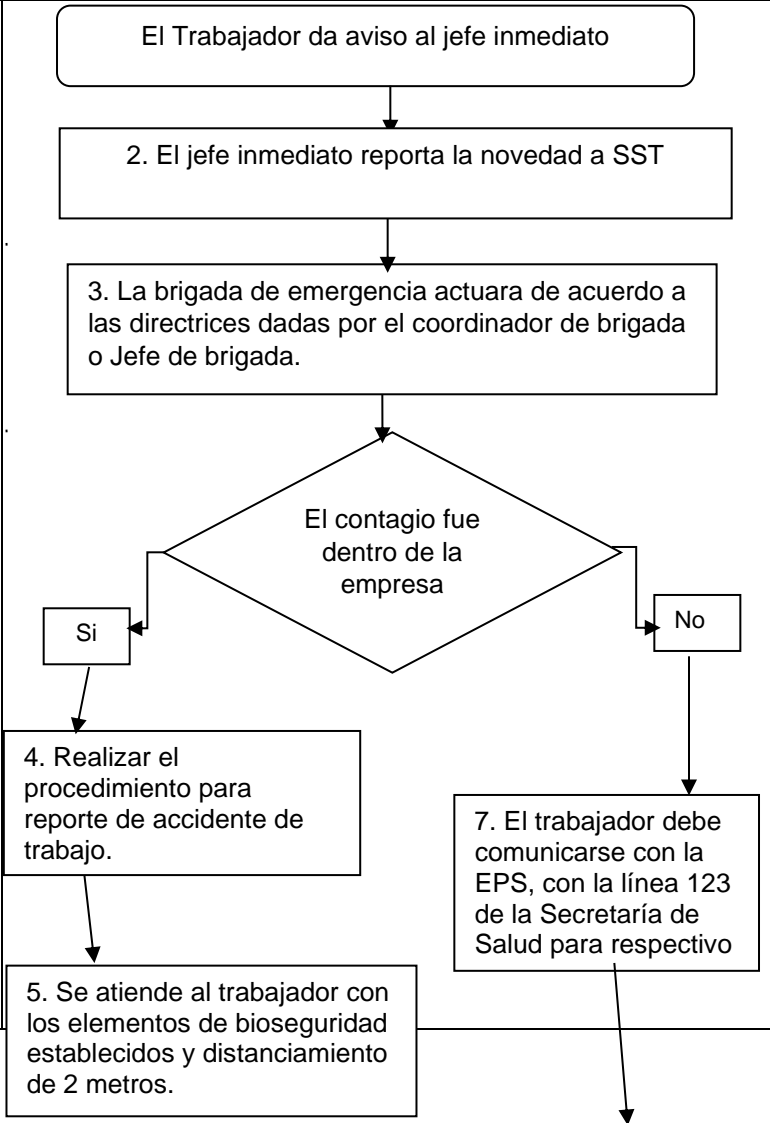 El Trabajador da aviso al jefe inmediato
2. El jefe inmediato reporta la novedad a SST
3. La brigada de emergencia actuara de acuerdo a
las directrices dadas por el coordinador de brigada
o Jefe de brigada.
El contagio fue
dentro de la
empresa
Si
No
4. Realizar el
procedimiento para
reporte de accidente de
trabajo.
7. El trabajador debe
comunicarse con la
EPS, con la línea 123
de la Secretaría de
Salud para respectivo
5. Se atiende al trabajador con
los elementos de bioseguridad
establecidos y distanciamiento
de 2 metros.